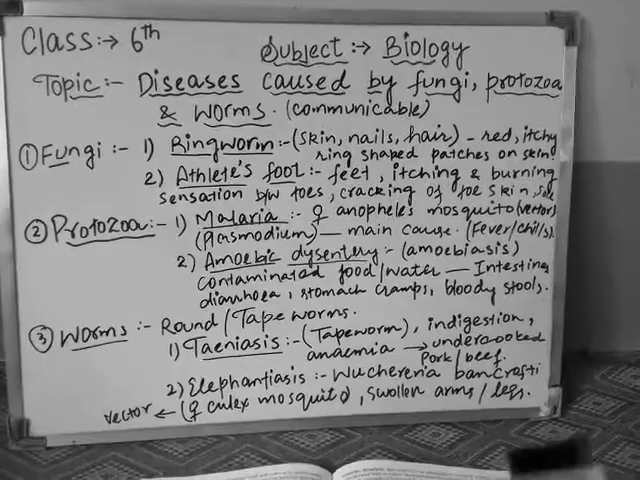 Class:→ 6th
Subject:→ Biology
Topic:- Diseases caused by fungi, protozoa
& worms. (communicable)
① Fungi :- 1) Ringworm:-(skin, nails, hair) - red, itchy
ring shaped patches on skin.
2) Athlete's foot:- feet, itching & burning
sensation b/w toes, cracking of toe skin,
② Protozoa:- 1) Malaria:- ♀ anopheles mosquito (vector)
(Plasmodium) — main cause. (Fever/chills).
2) Amoebic dysentery:- (amoebiasis)
contaminated food/water — Intestine,
diarrhoea, stomach cramps, bloody stools.
③ Worms:- Round/Tape worms.
1) Taeniasis:- (Tapeworm), indigestion,
anaemia → undercooked
Pork/beef.
2) Elephantiasis:- Wuchereria bancrofti
vector ← (♀ culex mosquito), swollen arms/legs.